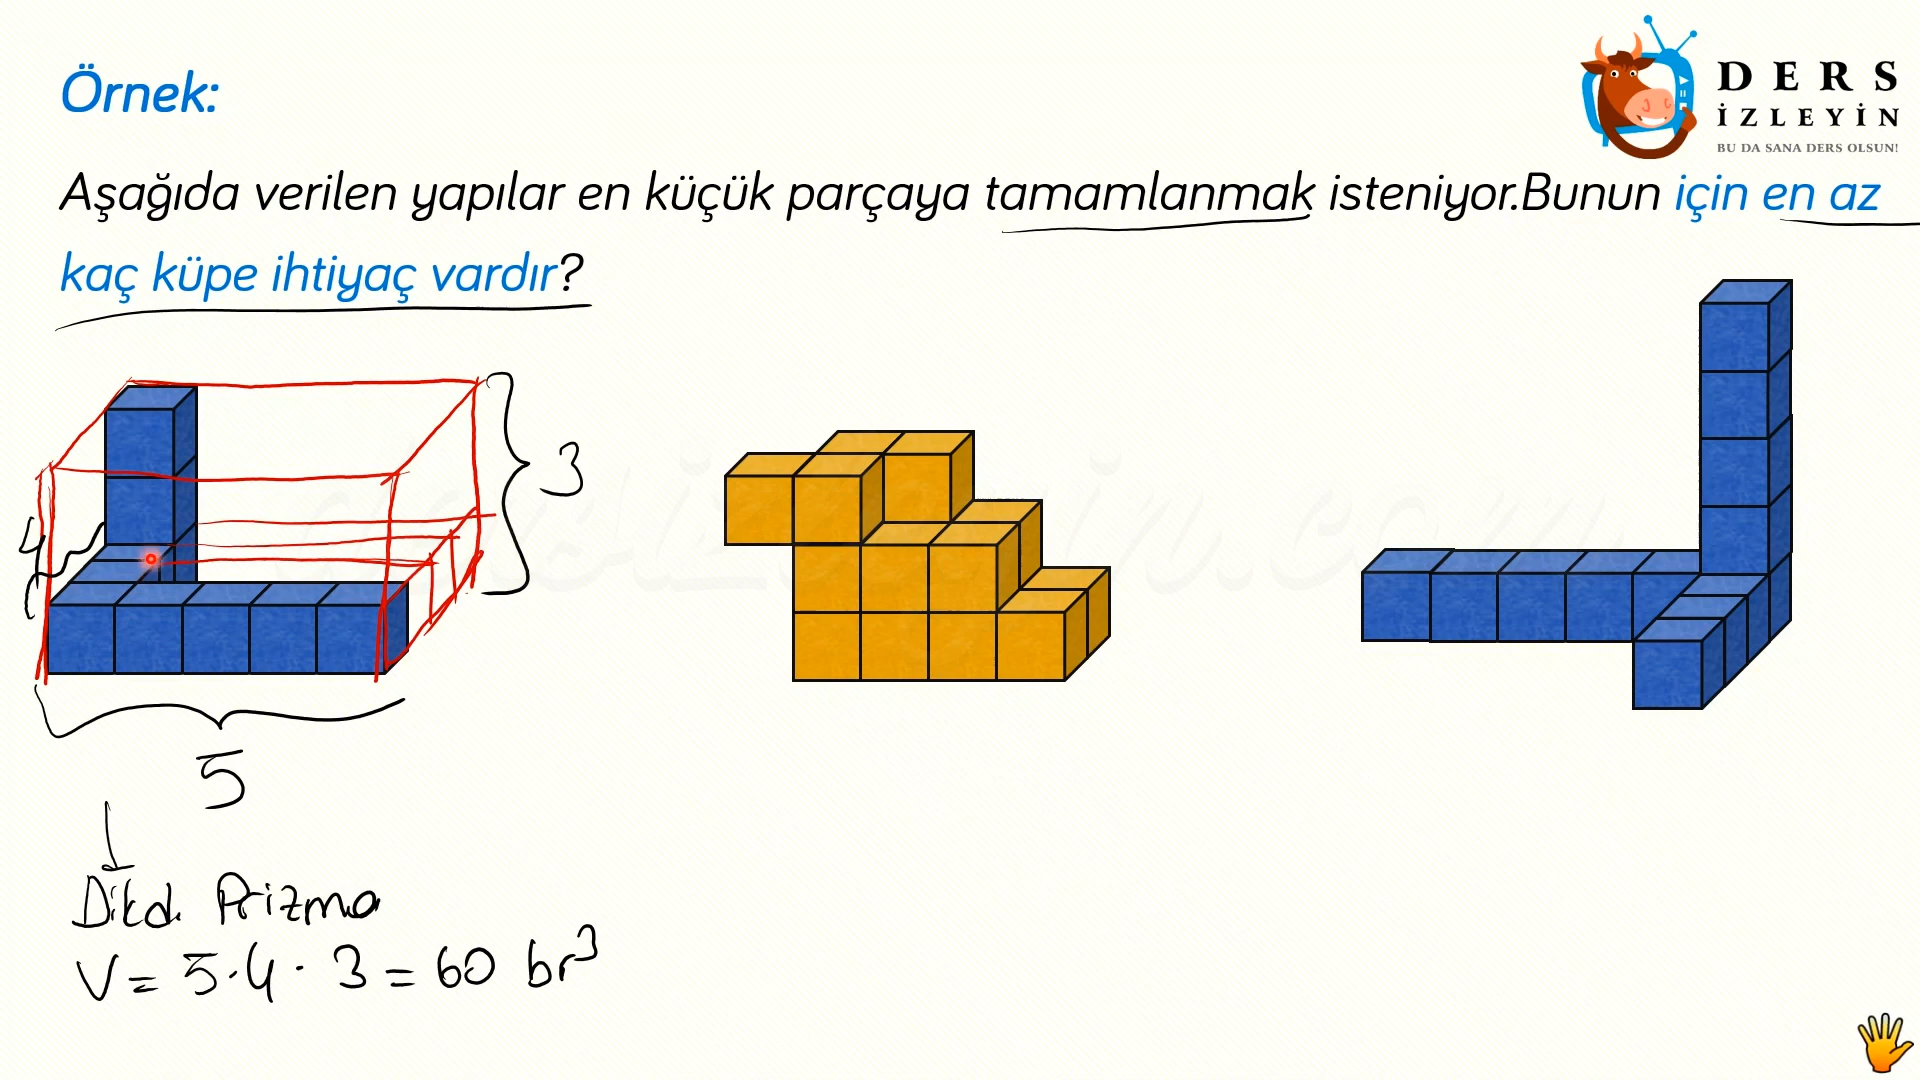 DERS
İZLEYİN
BU DA SANA DERS OLSUN!
Örnek:
Aşağıda verilen yapılar en küçük parçaya tamamlanmak isteniyor.Bunun için en az
kaç küpe ihtiyaç vardır?
3
4
5
Dikd. Prizma
V = 5·4·3 = 60 br³